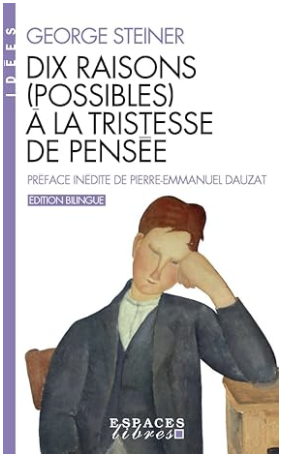 IDÉES
GEORGE STEINER
DIX RAISONS
(POSSIBLES)
À LA TRISTESSE
DE PENSÉE
PRÉFACE INÉDITE DE PIERRE-EMMANUEL DAUZAT
ÉDITION BILINGUE
ESPACES
libres